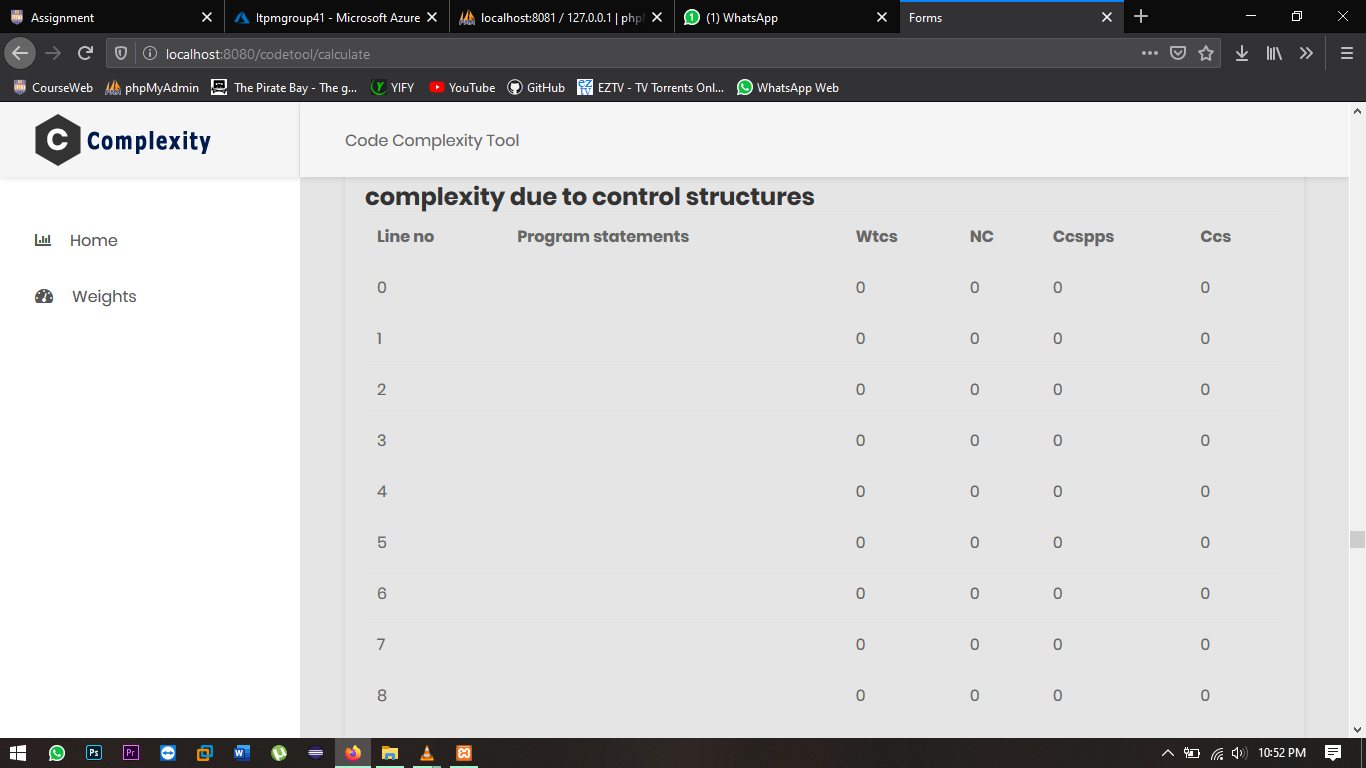 Assignment
ltpmgroup41 - Microsoft Azure
localhost:8081 / 127.0.0.1 | php
(1) WhatsApp
Forms
localhost:8080/codetool/calculate
CourseWeb
phpMyAdmin
The Pirate Bay - The g...
YIFY
YouTube
GitHub
EZTV - TV Torrents Onl...
WhatsApp Web
C Complexity
Code Complexity Tool
Home
Weights
complexity due to control structures
Line no Program statements Wtcs NC Ccspps Ccs
0 0 0 0 0
1 0 0 0 0
2 0 0 0 0
3 0 0 0 0
4 0 0 0 0
5 0 0 0 0
6 0 0 0 0
7 0 0 0 0
8 0 0 0 0
10:52 PM